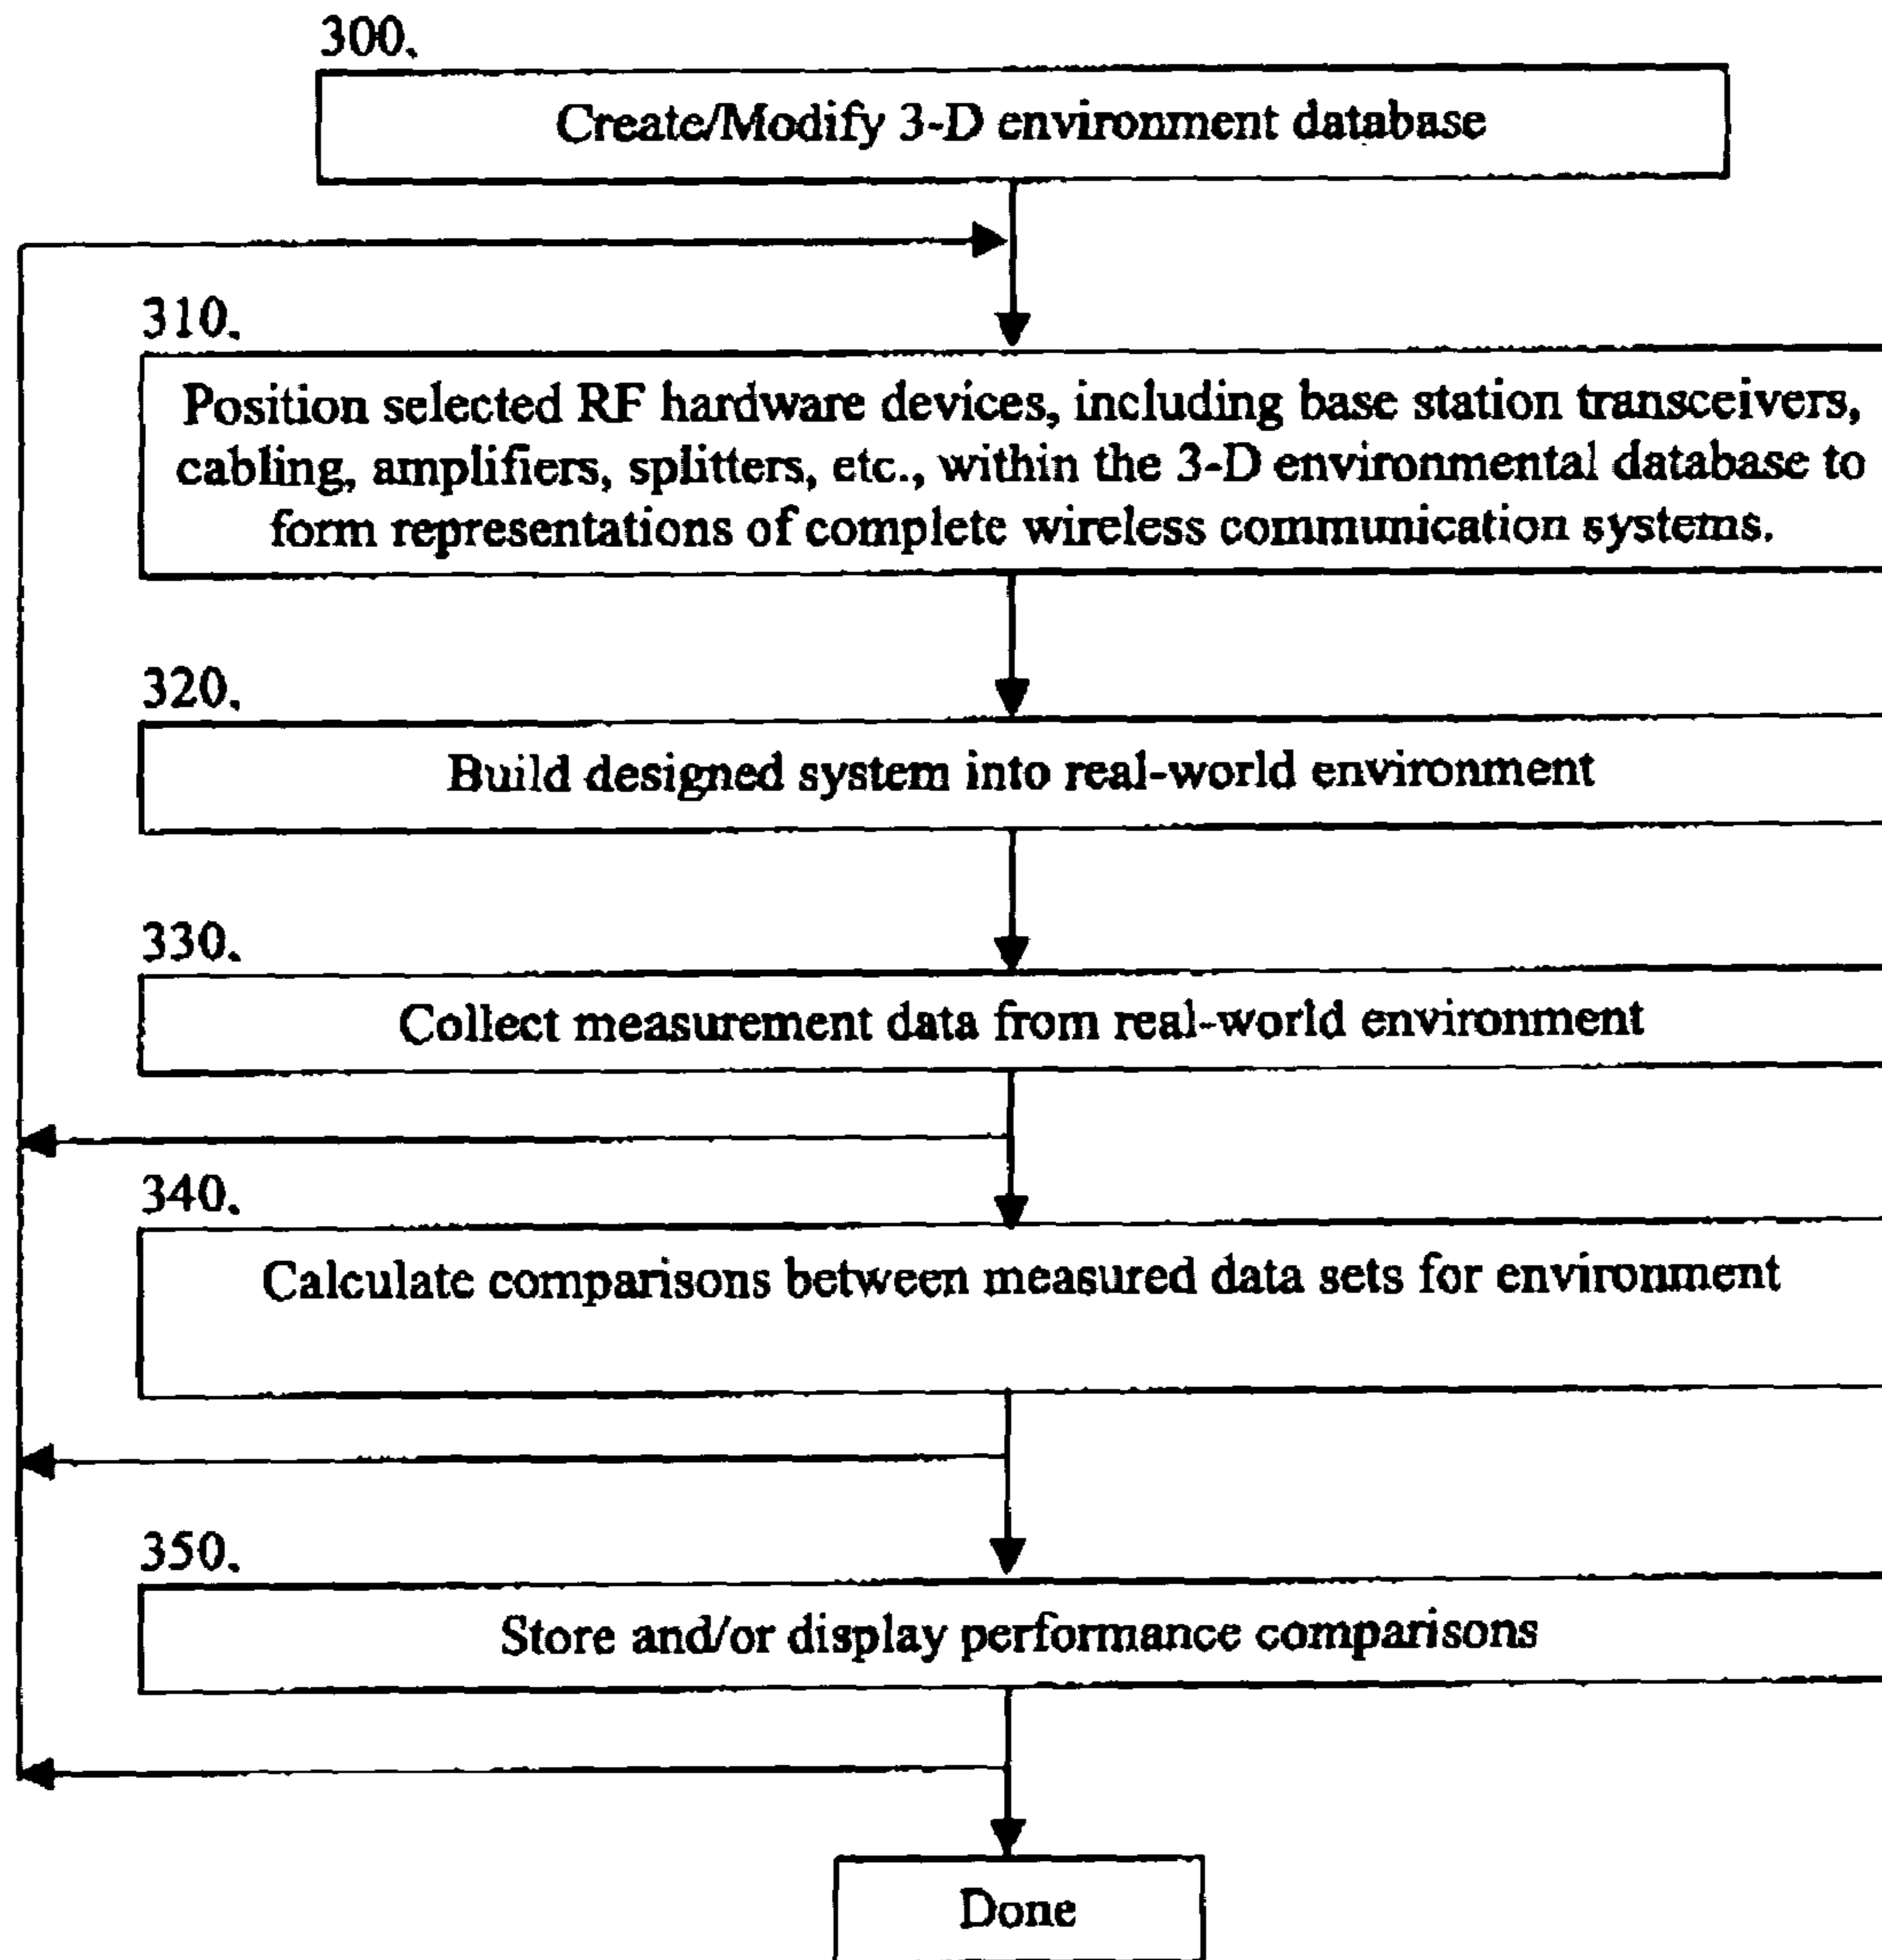 300.
Create/Modify 3-D environment database
310.
Position selected RF hardware devices, including base station transceivers,
cabling, amplifiers, splitters, etc., within the 3-D environmental database to
form representations of complete wireless communication systems.
320.
Build designed system into real-world environment
330.
Collect measurement data from real-world environment
340.
Calculate comparisons between measured data sets for environment
350.
Store and/or display performance comparisons
Done